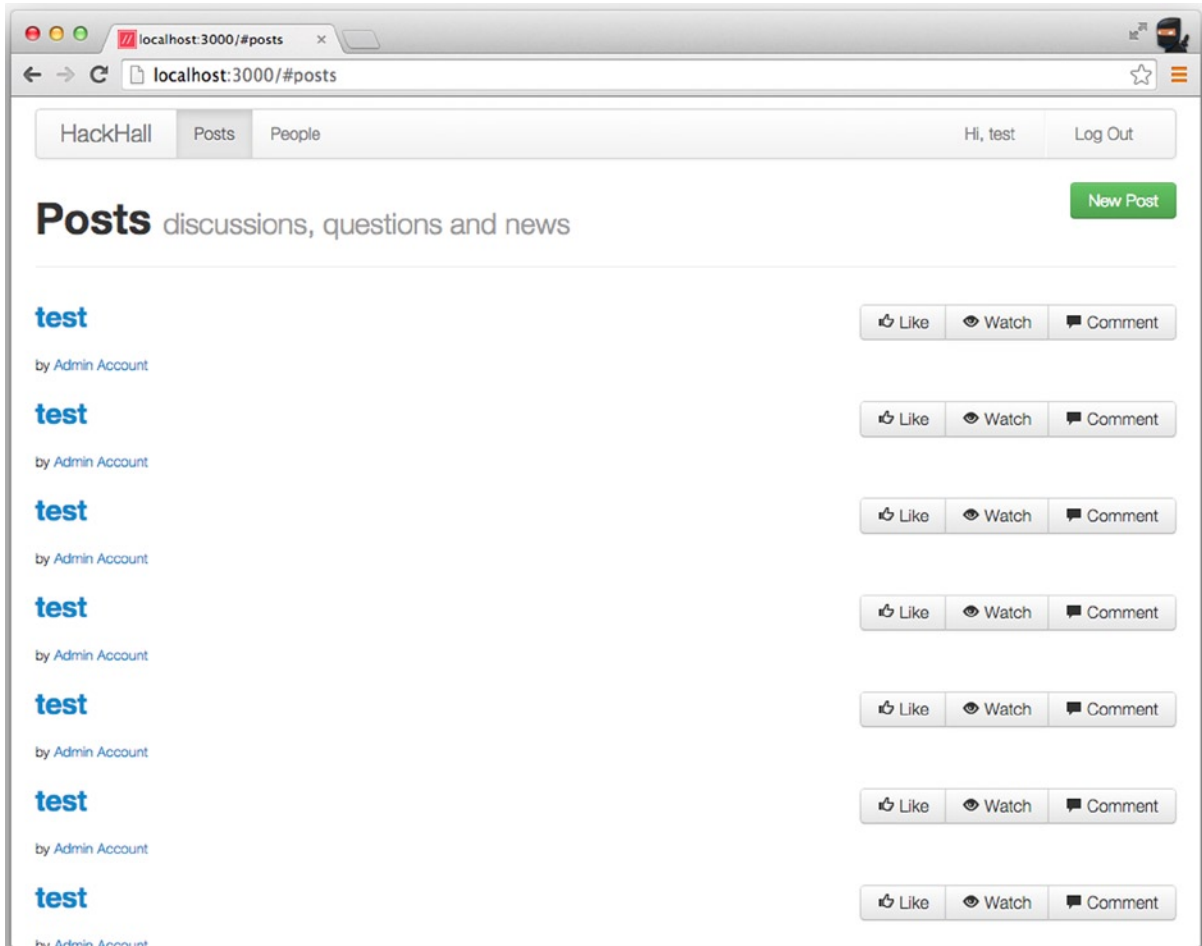 localhost:3000/#posts
localhost:3000/#posts
HackHall Posts People Hi, test Log Out
New Post
Posts discussions, questions and news
test Like Watch Comment
by Admin Account
test Like Watch Comment
by Admin Account
test Like Watch Comment
by Admin Account
test Like Watch Comment
by Admin Account
test Like Watch Comment
by Admin Account
test Like Watch Comment
by Admin Account
test Like Watch Comment
by Admin Account